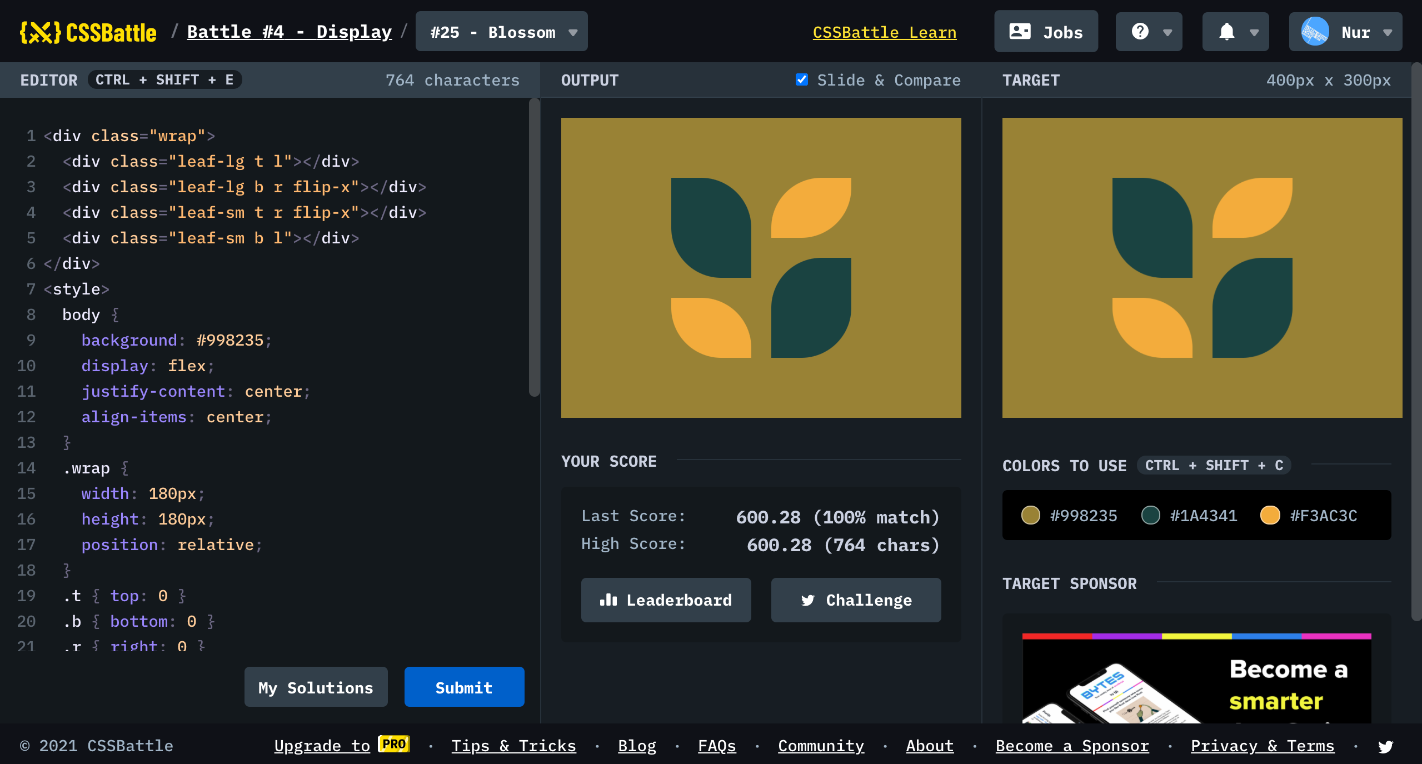 {X} CSSBattle / Battle #4 - Display / #25 - Blossom CSSBattle Learn Jobs Nur
EDITOR CTRL + SHIFT + E 764 characters
1 <div class="wrap">
2 <div class="leaf-lg t l"></div>
3 <div class="leaf-lg b r flip-x"></div>
4 <div class="leaf-sm t r flip-x"></div>
5 <div class="leaf-sm b l"></div>
6 </div>
7 <style>
8 body {
9 background: #998235;
10 display: flex;
11 justify-content: center;
12 align-items: center;
13 }
14 .wrap {
15 width: 180px;
16 height: 180px;
17 position: relative;
18 }
19 .t { top: 0 }
20 .b { bottom: 0 }
21 .r { right: 0 }
My Solutions Submit
OUTPUT Slide & Compare
YOUR SCORE
Last Score: 600.28 (100% match)
High Score: 600.28 (764 chars)
Leaderboard Challenge
TARGET 400px x 300px
COLORS TO USE CTRL + SHIFT + C
#998235 #1A4341 #F3AC3C
TARGET SPONSOR
BYTES
Become a
smarter
© 2021 CSSBattle Upgrade to PRO · Tips & Tricks · Blog · FAQs · Community · About · Become a Sponsor · Privacy & Terms ·